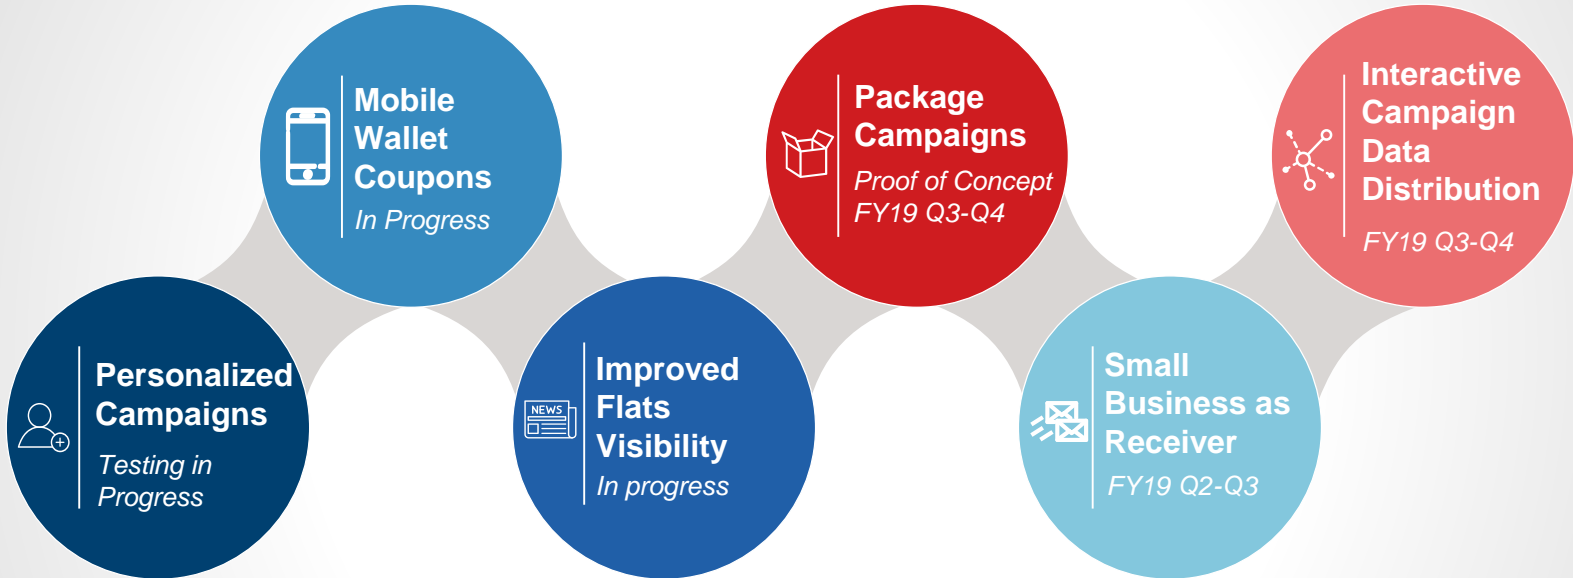 Personalized
Campaigns
Testing in
Progress
Mobile
Wallet
Coupons
In Progress
NEWS
Improved
Flats
Visibility
In progress
Package
Campaigns
Proof of Concept
FY19 Q3-Q4
Small
Business as
Receiver
FY19 Q2-Q3
Interactive
Campaign
Data
Distribution
FY19 Q3-Q4